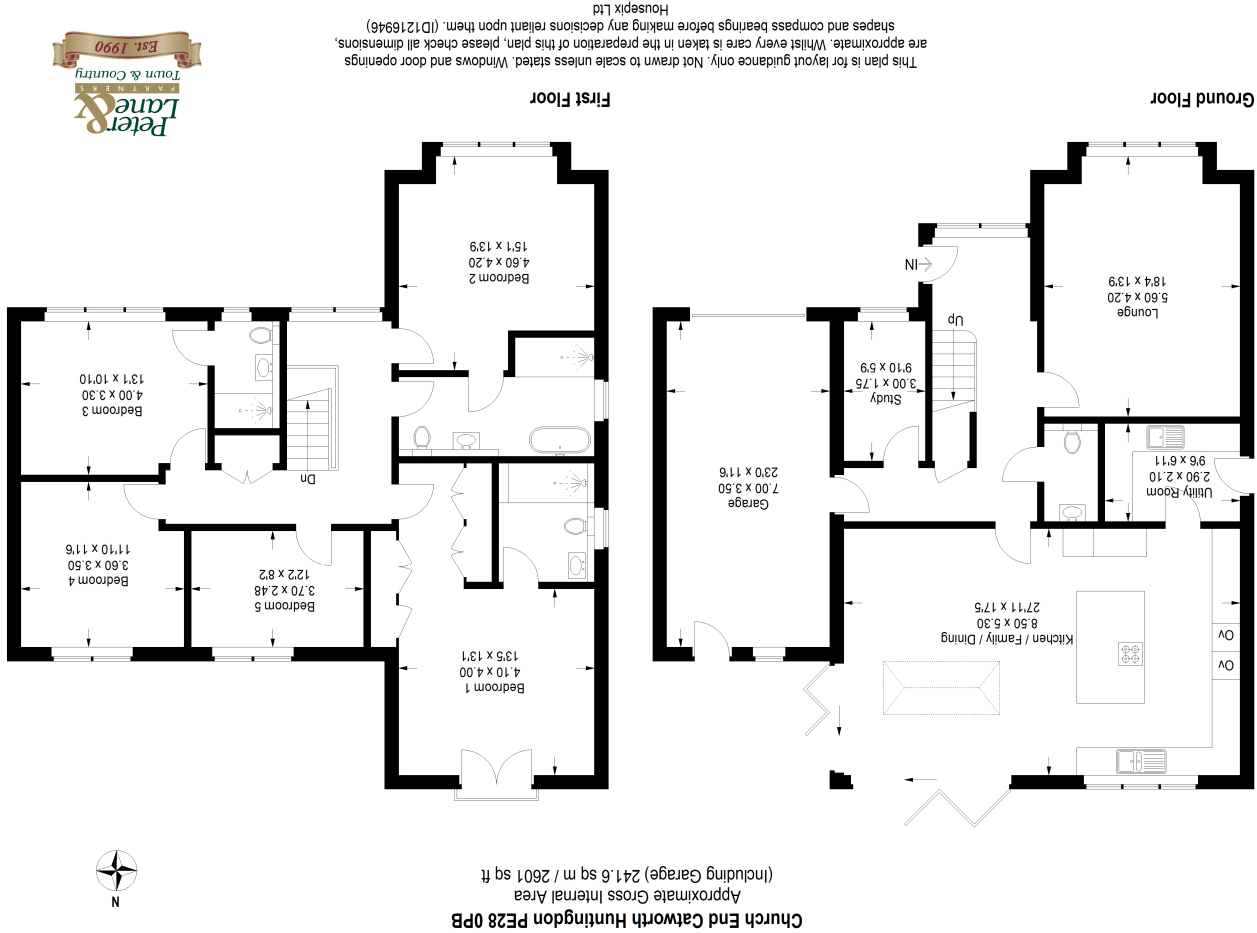 Church End Catworth Huntingdon PE28 0PB
Approximate Gross Internal Area
(Including Garage) 241.6 sq m / 2601 sq ft
N
Kitchen / Family / Dining
8.50 x 5.30
27'11 x 17'5
Ov
Ov
Utility Room
2.90 x 2.10
9'6 x 6'11
Garage
7.00 x 3.50
23'0 x 11'6
Study
3.00 x 1.75
9'10 x 5'9
Up
IN
Lounge
5.60 x 4.20
18'4 x 13'9
Ground Floor
Bedroom 1
4.10 x 4.00
13'5 x 13'1
Bedroom 5
3.70 x 2.48
12'2 x 8'2
Bedroom 4
3.60 x 3.50
11'10 x 11'6
Dn
Bedroom 3
4.00 x 3.30
13'1 x 10'10
Bedroom 2
4.60 x 4.20
15'1 x 13'9
First Floor
Peter &
Lane
PARTNERS
Town & Country
Est. 1990
This plan is for layout guidance only. Not drawn to scale unless stated. Windows and door openings
are approximate. Whilst every care is taken in the preparation of this plan, please check all dimensions,
shapes and compass bearings before making any decisions reliant upon them. (ID1216946)
Housepix Ltd